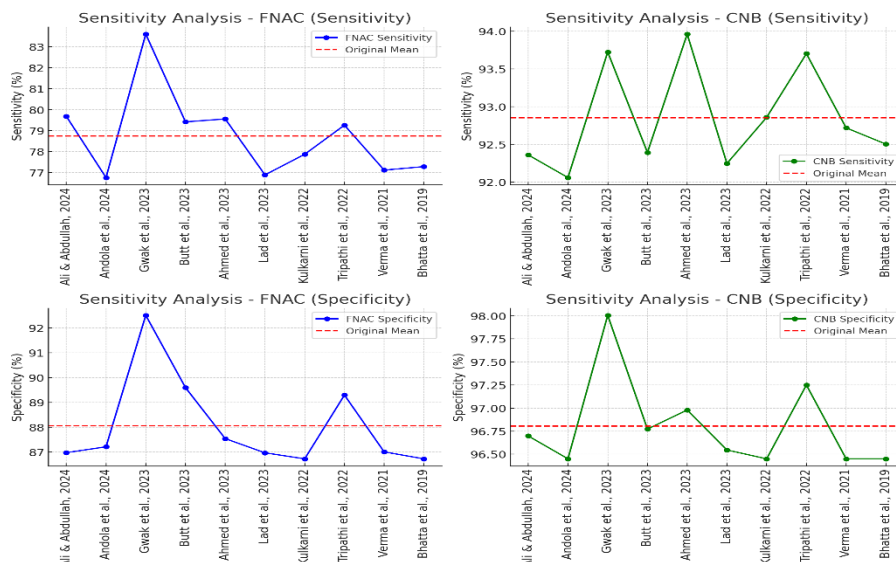 Sensitivity Analysis - FNAC (Sensitivity)
Sensitivity (%)
83
82
81
80
79
78
77
FNAC Sensitivity
Original Mean
Ali & Abdullah, 2024
Andola et al., 2024
Gwak et al., 2023
Butt et al., 2023
Ahmed et al., 2023
Lad et al., 2023
Kulkarni et al., 2022
Tripathi et al., 2022
Verma et al., 2021
Bhatta et al., 2019
Sensitivity Analysis - CNB (Sensitivity)
Sensitivity (%)
94.0
93.5
93.0
92.5
92.0
CNB Sensitivity
Original Mean
Ali & Abdullah, 2024
Andola et al., 2024
Gwak et al., 2023
Butt et al., 2023
Ahmed et al., 2023
Lad et al., 2023
Kulkarni et al., 2022
Tripathi et al., 2022
Verma et al., 2021
Bhatta et al., 2019
Sensitivity Analysis - FNAC (Specificity)
Specificity (%)
92
91
90
89
88
87
FNAC Specificity
Original Mean
Ali & Abdullah, 2024
Andola et al., 2024
Gwak et al., 2023
Butt et al., 2023
Ahmed et al., 2023
Lad et al., 2023
Kulkarni et al., 2022
Tripathi et al., 2022
Verma et al., 2021
Bhatta et al., 2019
Sensitivity Analysis - CNB (Specificity)
Specificity (%)
98.00
97.75
97.50
97.25
97.00
96.75
96.50
CNB Specificity
Original Mean
Ali & Abdullah, 2024
Andola et al., 2024
Gwak et al., 2023
Butt et al., 2023
Ahmed et al., 2023
Lad et al., 2023
Kulkarni et al., 2022
Tripathi et al., 2022
Verma et al., 2021
Bhatta et al., 2019